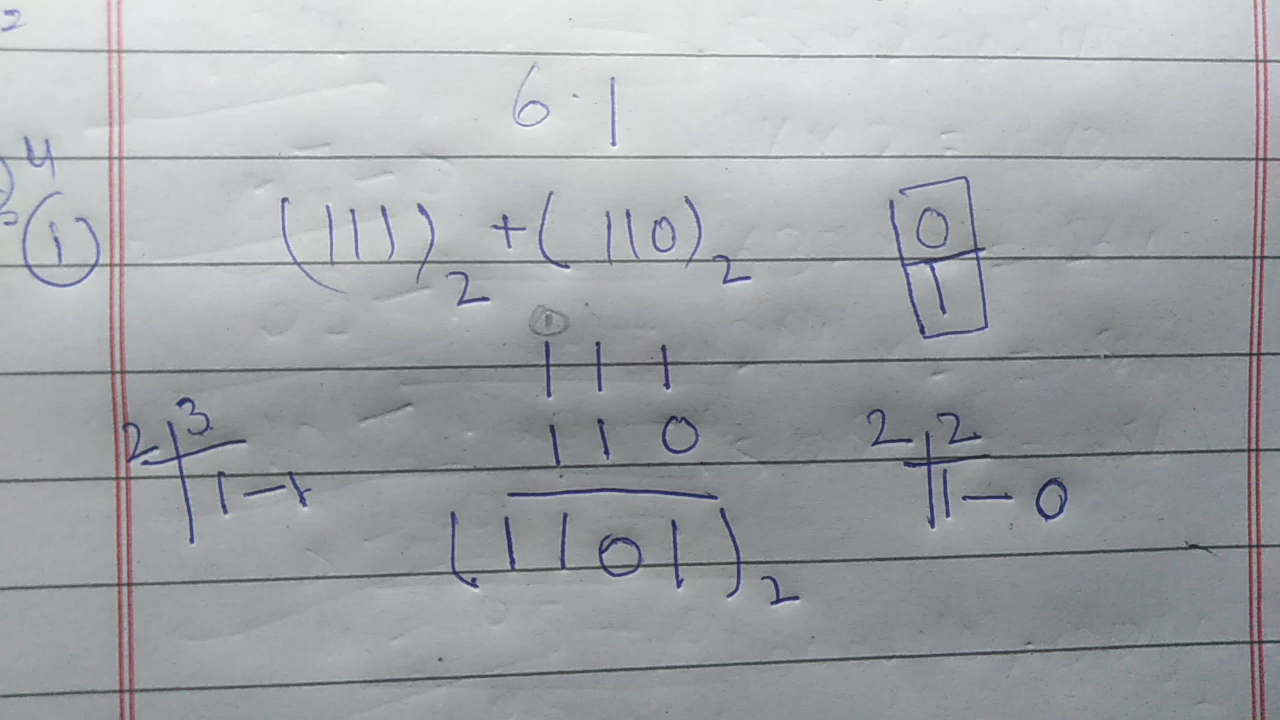 2
6.1
4
(1) (111)2 + (110)2 0
1
1
1 1 1
2 3 1 1 0 2 2
1 - 1 1 - 0
(1101)2